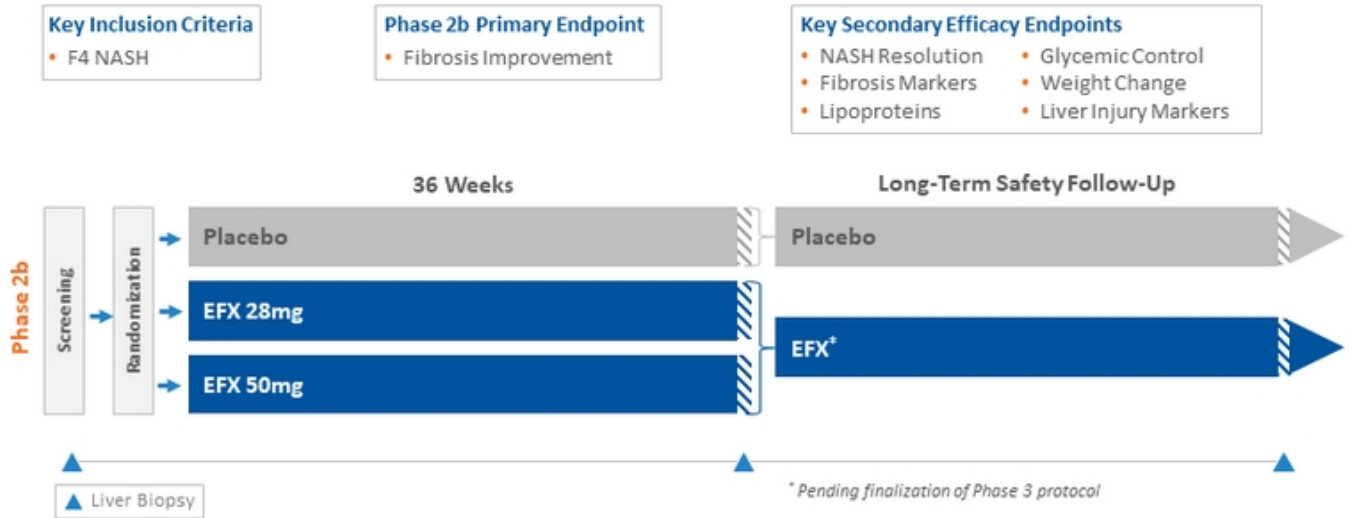 Key Inclusion Criteria
• F4 NASH
Phase 2b Primary Endpoint
• Fibrosis Improvement
Key Secondary Efficacy Endpoints
• NASH Resolution • Glycemic Control
• Fibrosis Markers • Weight Change
• Lipoproteins • Liver Injury Markers
36 Weeks
Long-Term Safety Follow-Up
Phase 2b
Screening
Randomization
Placebo
Placebo
EFX 28mg
EFX*
EFX 50mg
Liver Biopsy
* Pending finalization of Phase 3 protocol